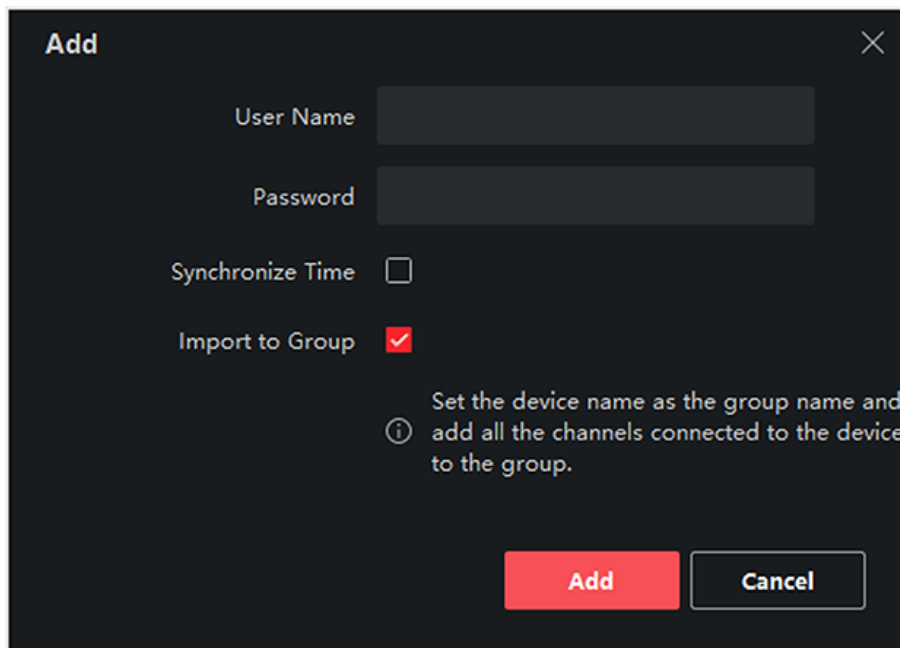 Add
User Name
Password
Synchronize Time
Import to Group
Set the device name as the group name and
add all the channels connected to the device
to the group.
Add
Cancel